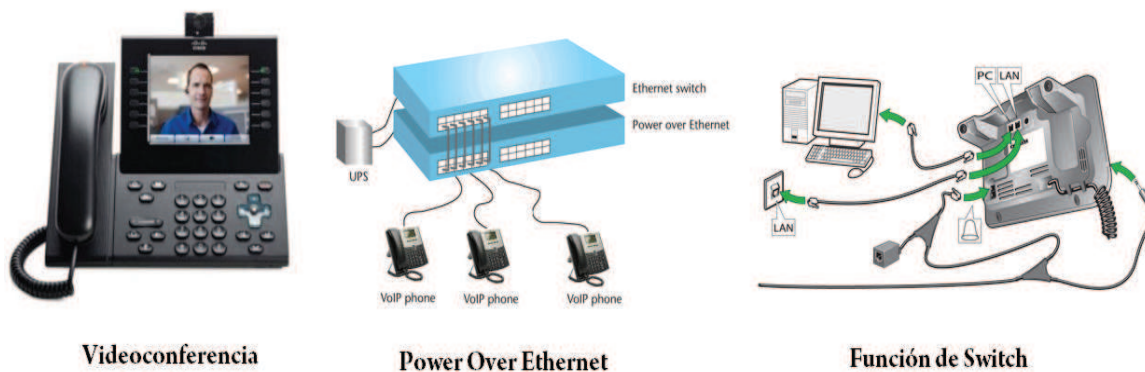 CISCO
Ethernet switch
Power over Ethernet
UPS
VoIP phone
VoIP phone
VoIP phone
PC
LAN
LAN
Videoconferencia
Power Over Ethernet
Función de Switch